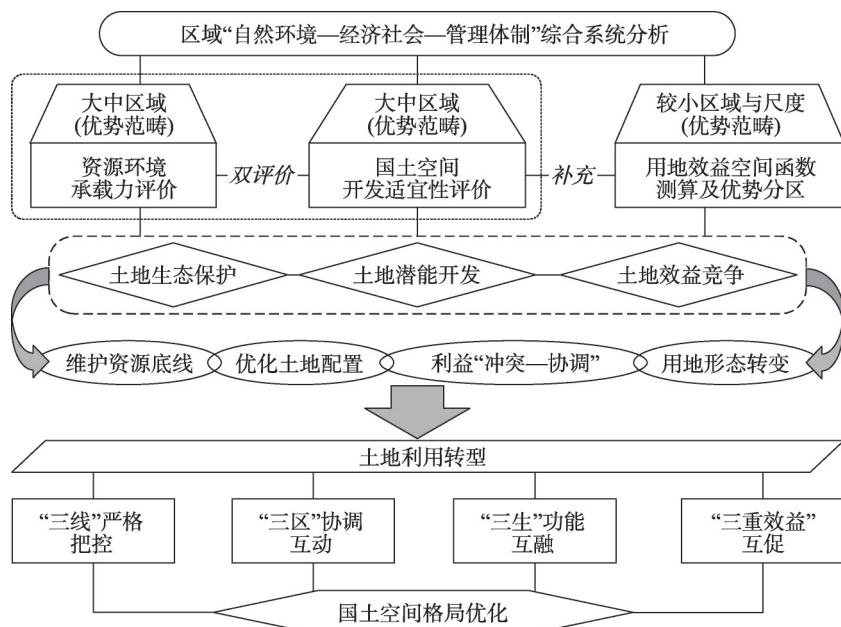 区域“自然环境—经济社会—管理体制”综合系统分析
大中区域
(优势范畴)
大中区域
(优势范畴)
较小区域与尺度
(优势范畴)
资源环境
承载力评价
双评价
国土空间
开发适宜性评价
补充
用地效益空间函数
测算及优势分区
土地生态保护
土地潜能开发
土地效益竞争
维护资源底线
优化土地配置
利益“冲突—协调”
用地形态转变
土地利用转型
“三线”严格
把控
“三区”协调
互动
“三生”功能
互融
“三重效益”
互促
国土空间格局优化